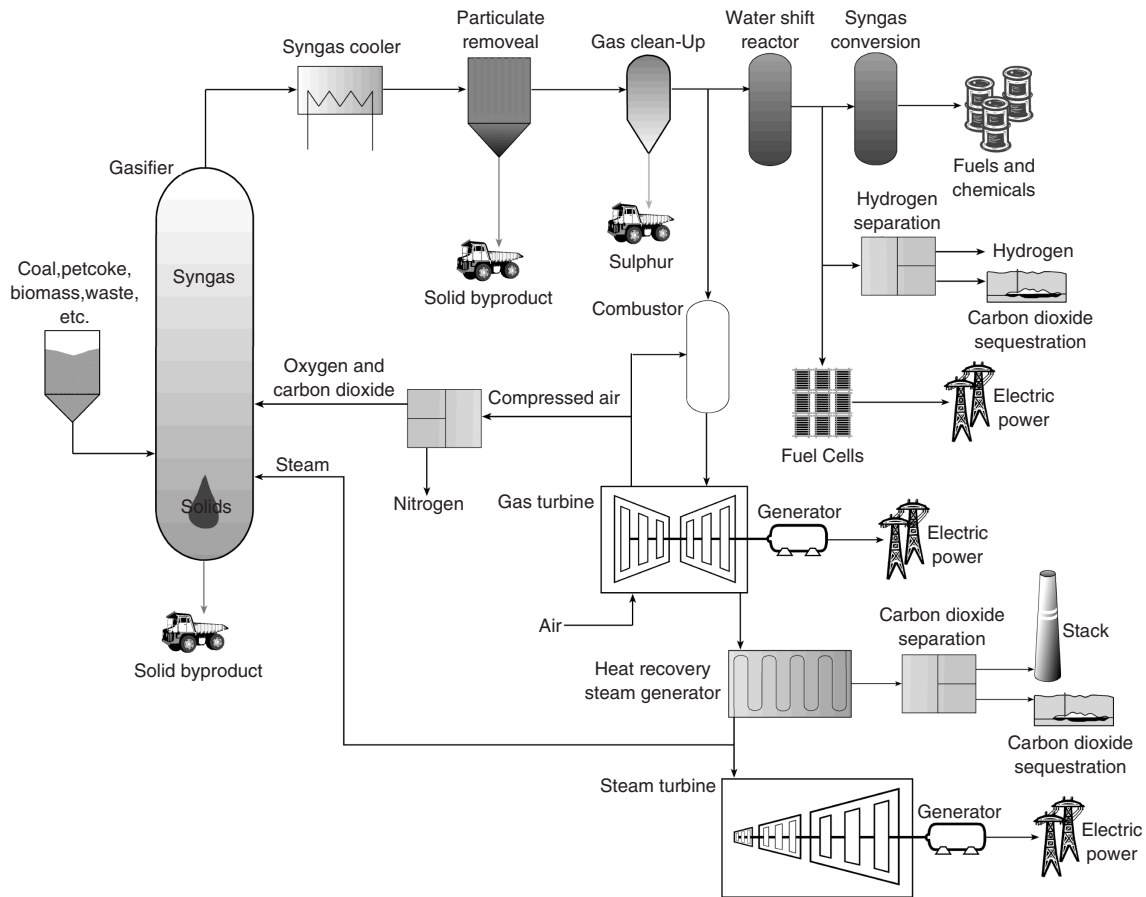 Particulate
removeal
Syngas cooler
Gas clean-Up
Water shift
reactor
Syngas
conversion
Fuels and
chemicals
Gasifier
Syngas
Solids
Coal,petcoke,
biomass,waste,
etc.
Solid byproduct
Sulphur
Hydrogen
separation
Hydrogen
Carbon dioxide
sequestration
Combustor
Oxygen and
carbon dioxide
Compressed air
Nitrogen
Steam
Fuel Cells
Electric
power
Gas turbine
Generator
Electric
power
Air
Solid byproduct
Heat recovery
steam generator
Carbon dioxide
separation
Stack
Carbon dioxide
sequestration
Steam turbine
Generator
Electric
power